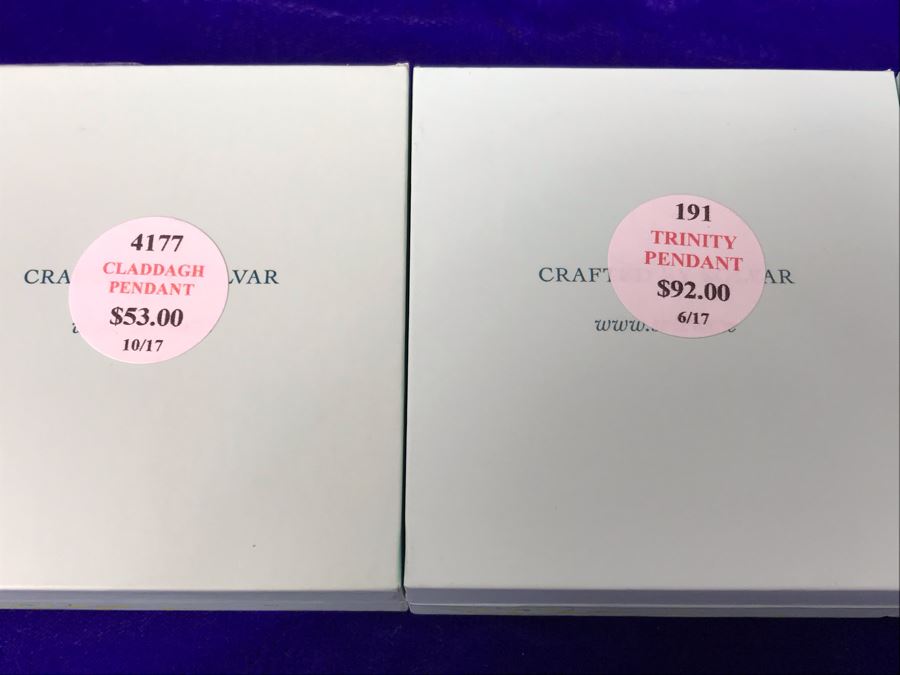 4177
CLADDAGH
PENDANT
$53.00
10/17
191
TRINITY
PENDANT
$92.00
6/17